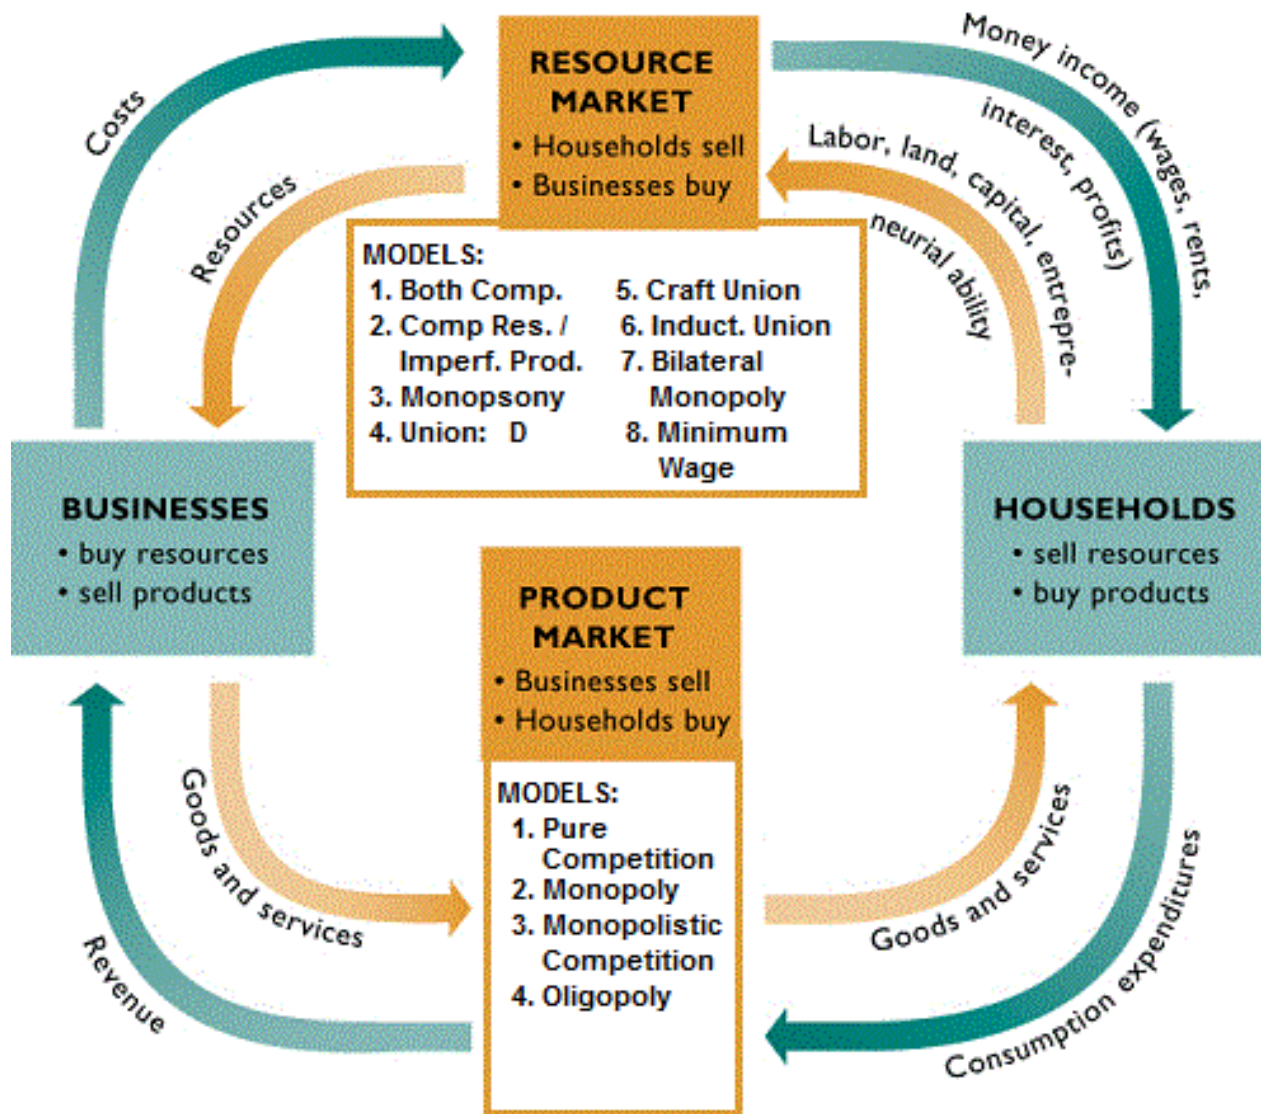 RESOURCE
MARKET
• Households sell
• Businesses buy
Costs
Resources
Money income (wages, rents,
interest, profits)
Labor, land, capital, entrepre-
neurial ability
MODELS:
1. Both Comp.
2. Comp Res. /
Imperf. Prod.
3. Monopsony
4. Union: D
5. Craft Union
6. Induct. Union
7. Bilateral
Monopoly
8. Minimum
Wage
BUSINESSES
• buy resources
• sell products
HOUSEHOLDS
• sell resources
• buy products
PRODUCT
MARKET
• Businesses sell
• Households buy
MODELS:
1. Pure
Competition
2. Monopoly
3. Monopolistic
Competition
4. Oligopoly
Goods and services
Revenue
Goods and services
Consumption expenditures